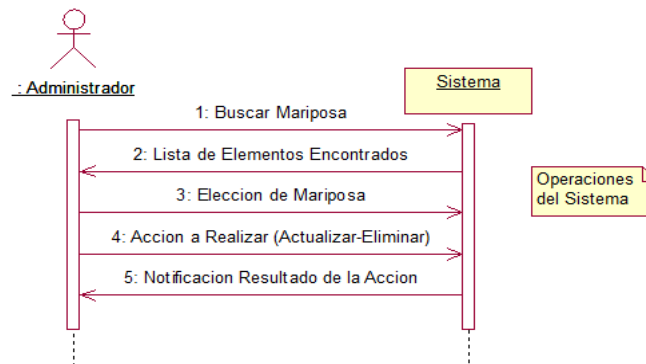 : Administrador
Sistema
1: Buscar Mariposa
2: Lista de Elementos Encontrados
3: Eleccion de Mariposa
4: Accion a Realizar (Actualizar-Eliminar)
5: Notificacion Resultado de la Accion
Operaciones
del Sistema